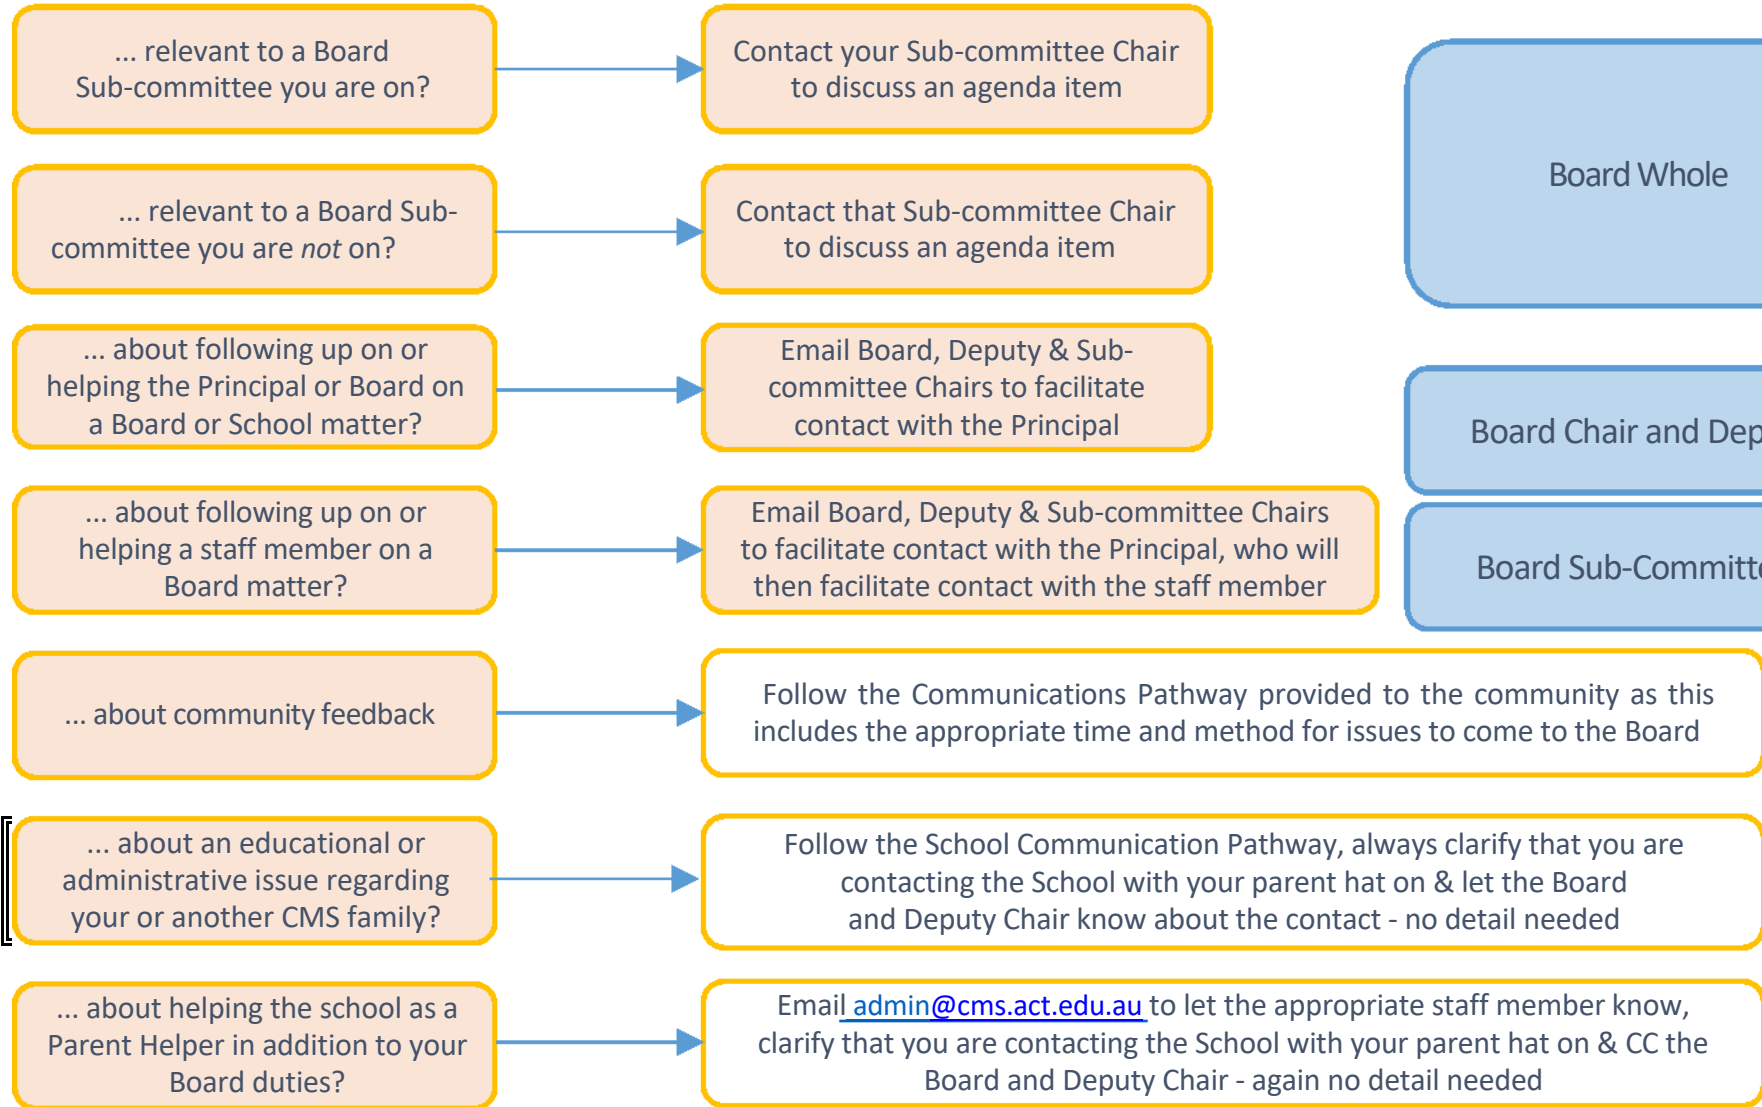 ... relevant to a Board
Sub-committee you are on?
Contact your Sub-committee Chair
to discuss an agenda item
... relevant to a Board Sub-
committee you are not on?
Contact that Sub-committee Chair
to discuss an agenda item
Board Whole
... about following up on or
helping the Principal or Board on
a Board or School matter?
Email Board, Deputy & Sub-
committee Chairs to facilitate
contact with the Principal
Board Chair and Dep
... about following up on or
helping a staff member on a
Board matter?
Email Board, Deputy & Sub-committee Chairs
to facilitate contact with the Principal, who will
then facilitate contact with the staff member
Board Sub-Committe
... about community feedback
Follow the Communications Pathway provided to the community as this
includes the appropriate time and method for issues to come to the Board
... about an educational or
administrative issue regarding
your or another CMS family?
Follow the School Communication Pathway, always clarify that you are
contacting the School with your parent hat on & let the Board
and Deputy Chair know about the contact - no detail needed
... about helping the school as a
Parent Helper in addition to your
Board duties?
Email admin@cms.act.edu.au to let the appropriate staff member know,
clarify that you are contacting the School with your parent hat on & CC the
Board and Deputy Chair - again no detail needed